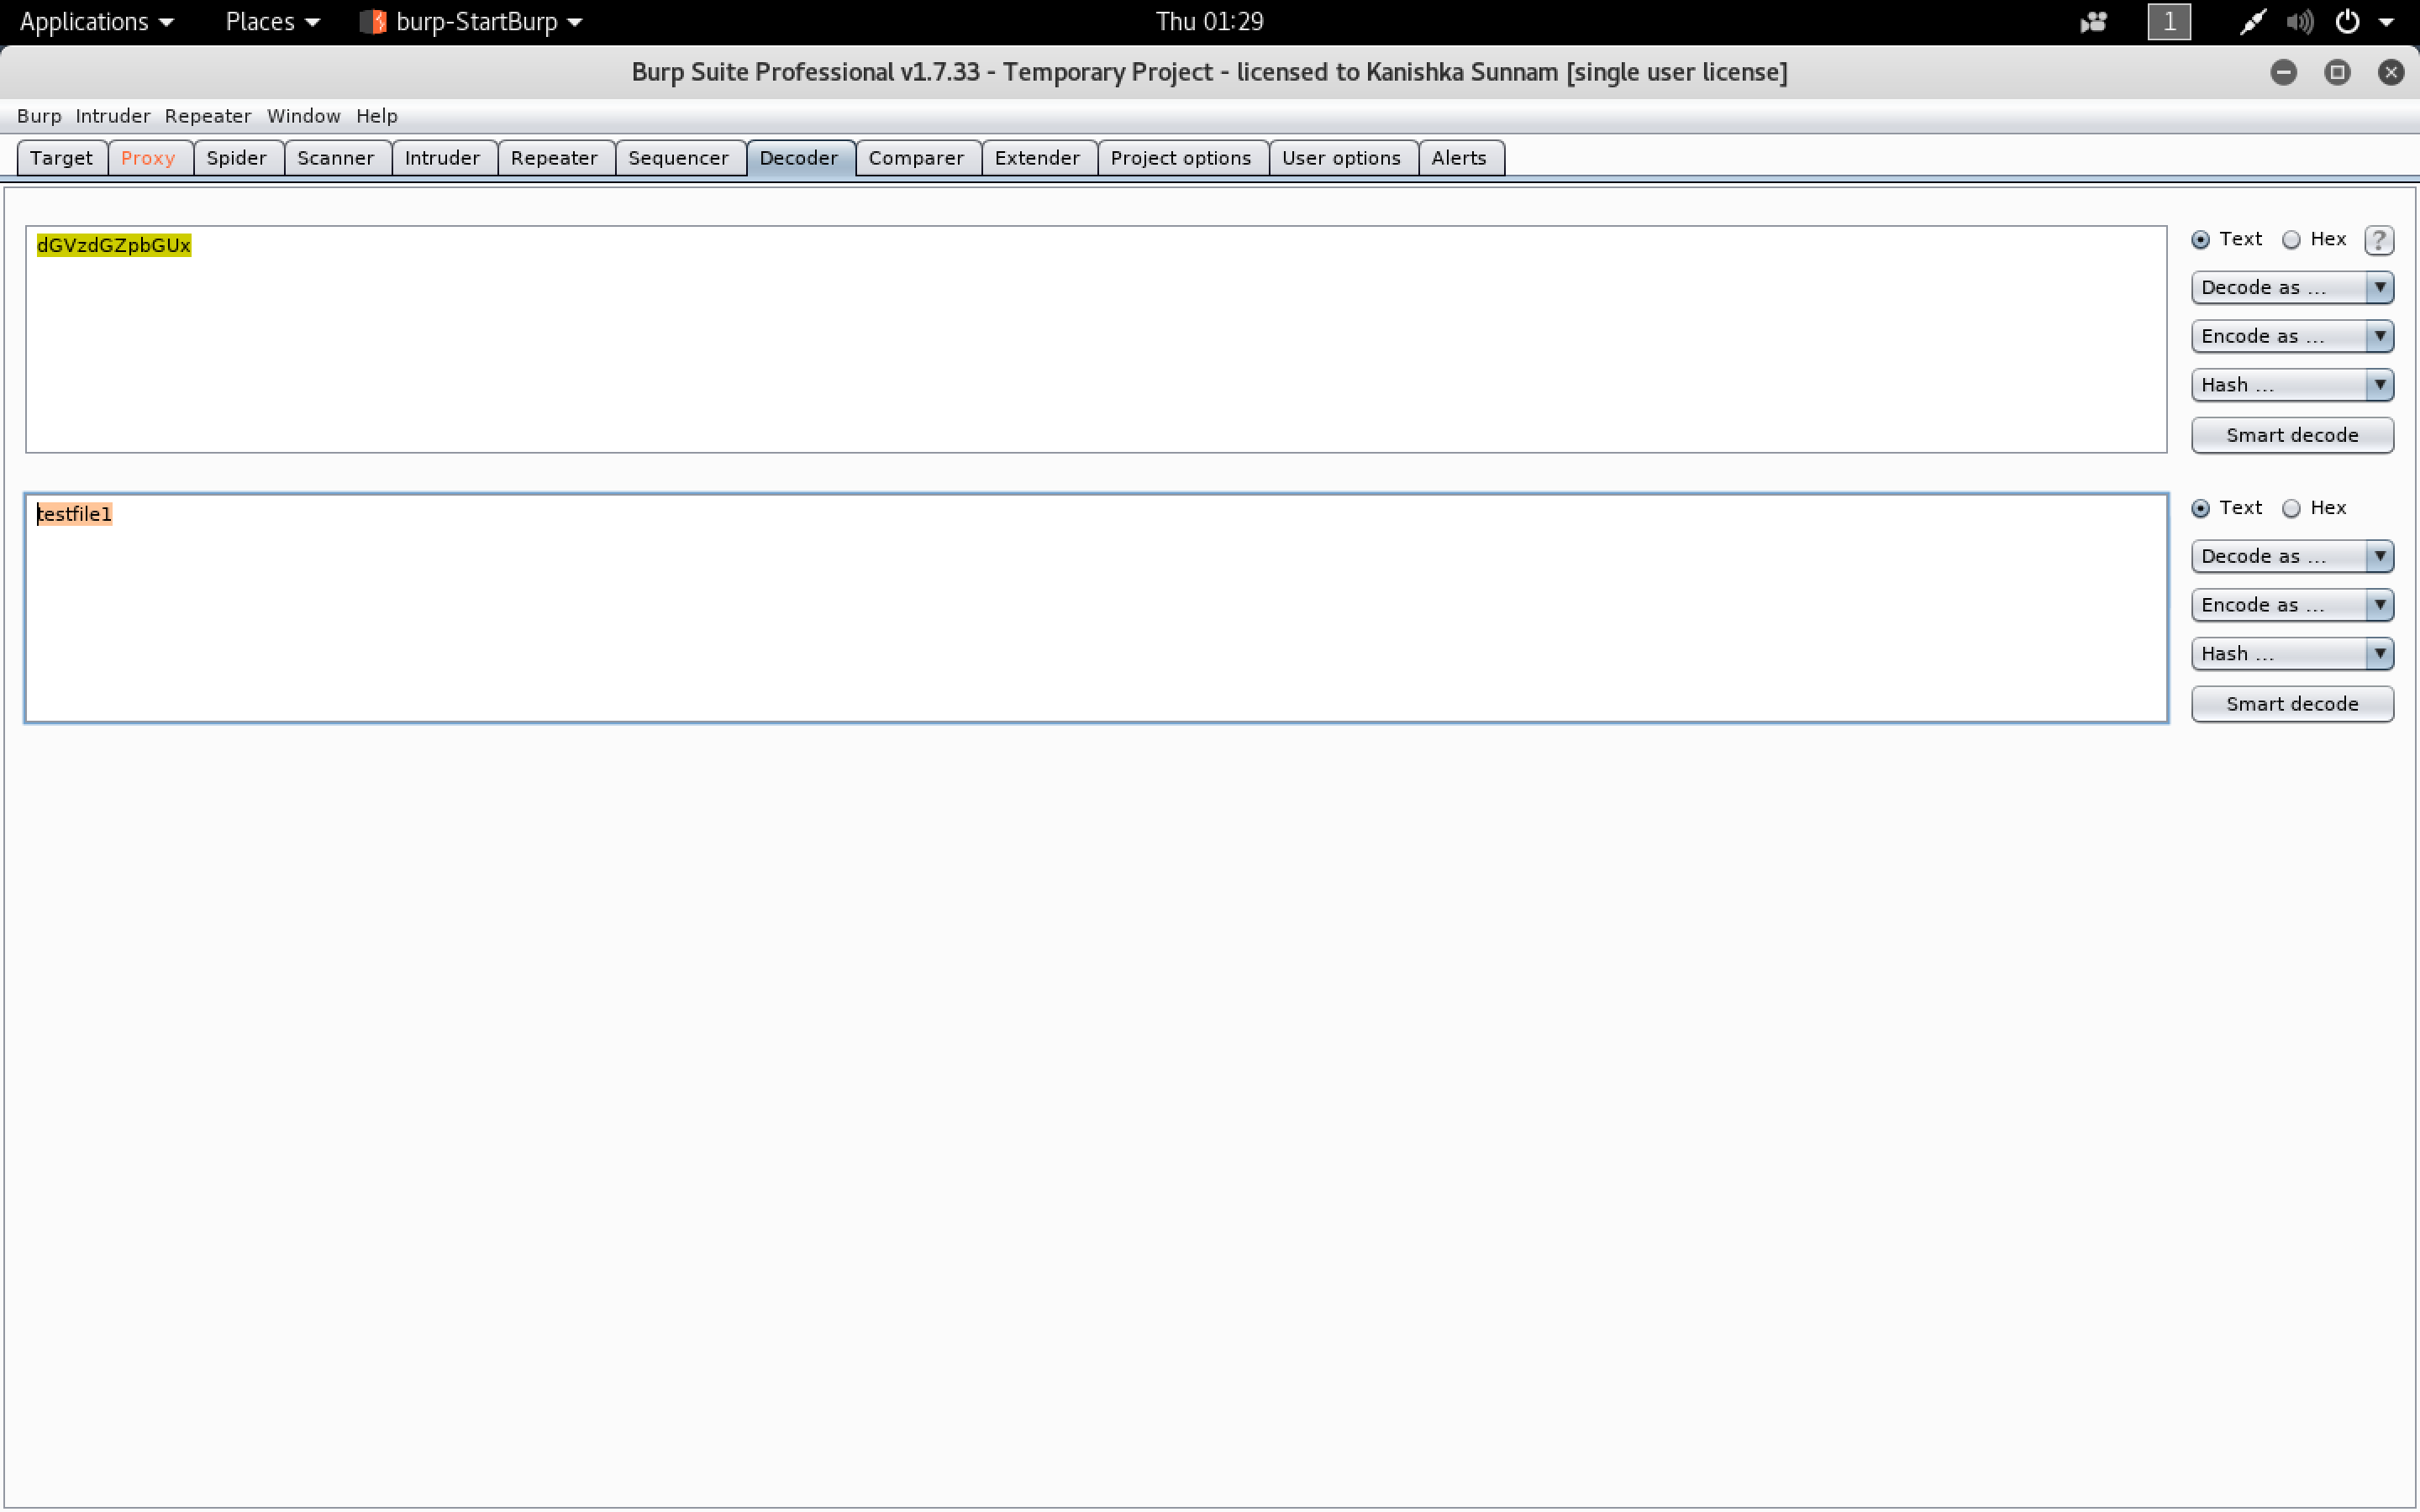 Applications Places burp-StartBurp Thu 01:29 1
Burp Suite Professional v1.7.33 - Temporary Project - licensed to Kanishka Sunnam [single user license]
Burp Intruder Repeater Window Help
Target Proxy Spider Scanner Intruder Repeater Sequencer Decoder Comparer Extender Project options User options Alerts
dGVzdGZpbGUx
Text Hex ?
Decode as ...
Encode as ...
Hash ...
Smart decode
testfile1
Text Hex
Decode as ...
Encode as ...
Hash ...
Smart decode